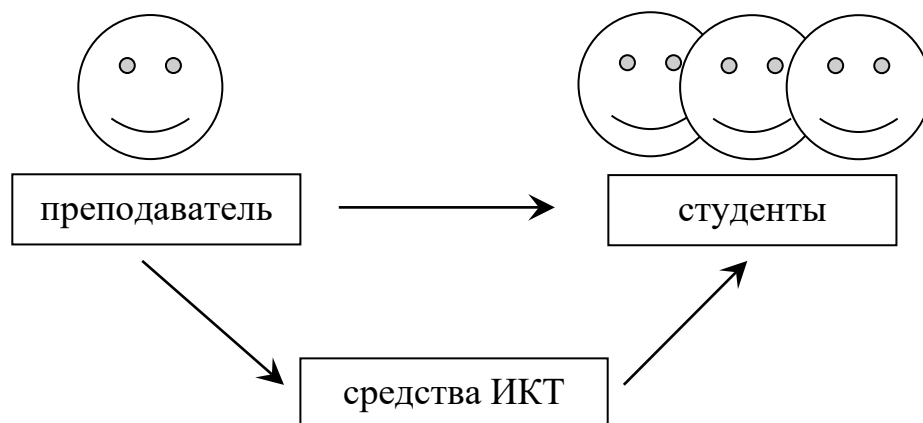 преподаватель
студенты
средства ИКТ